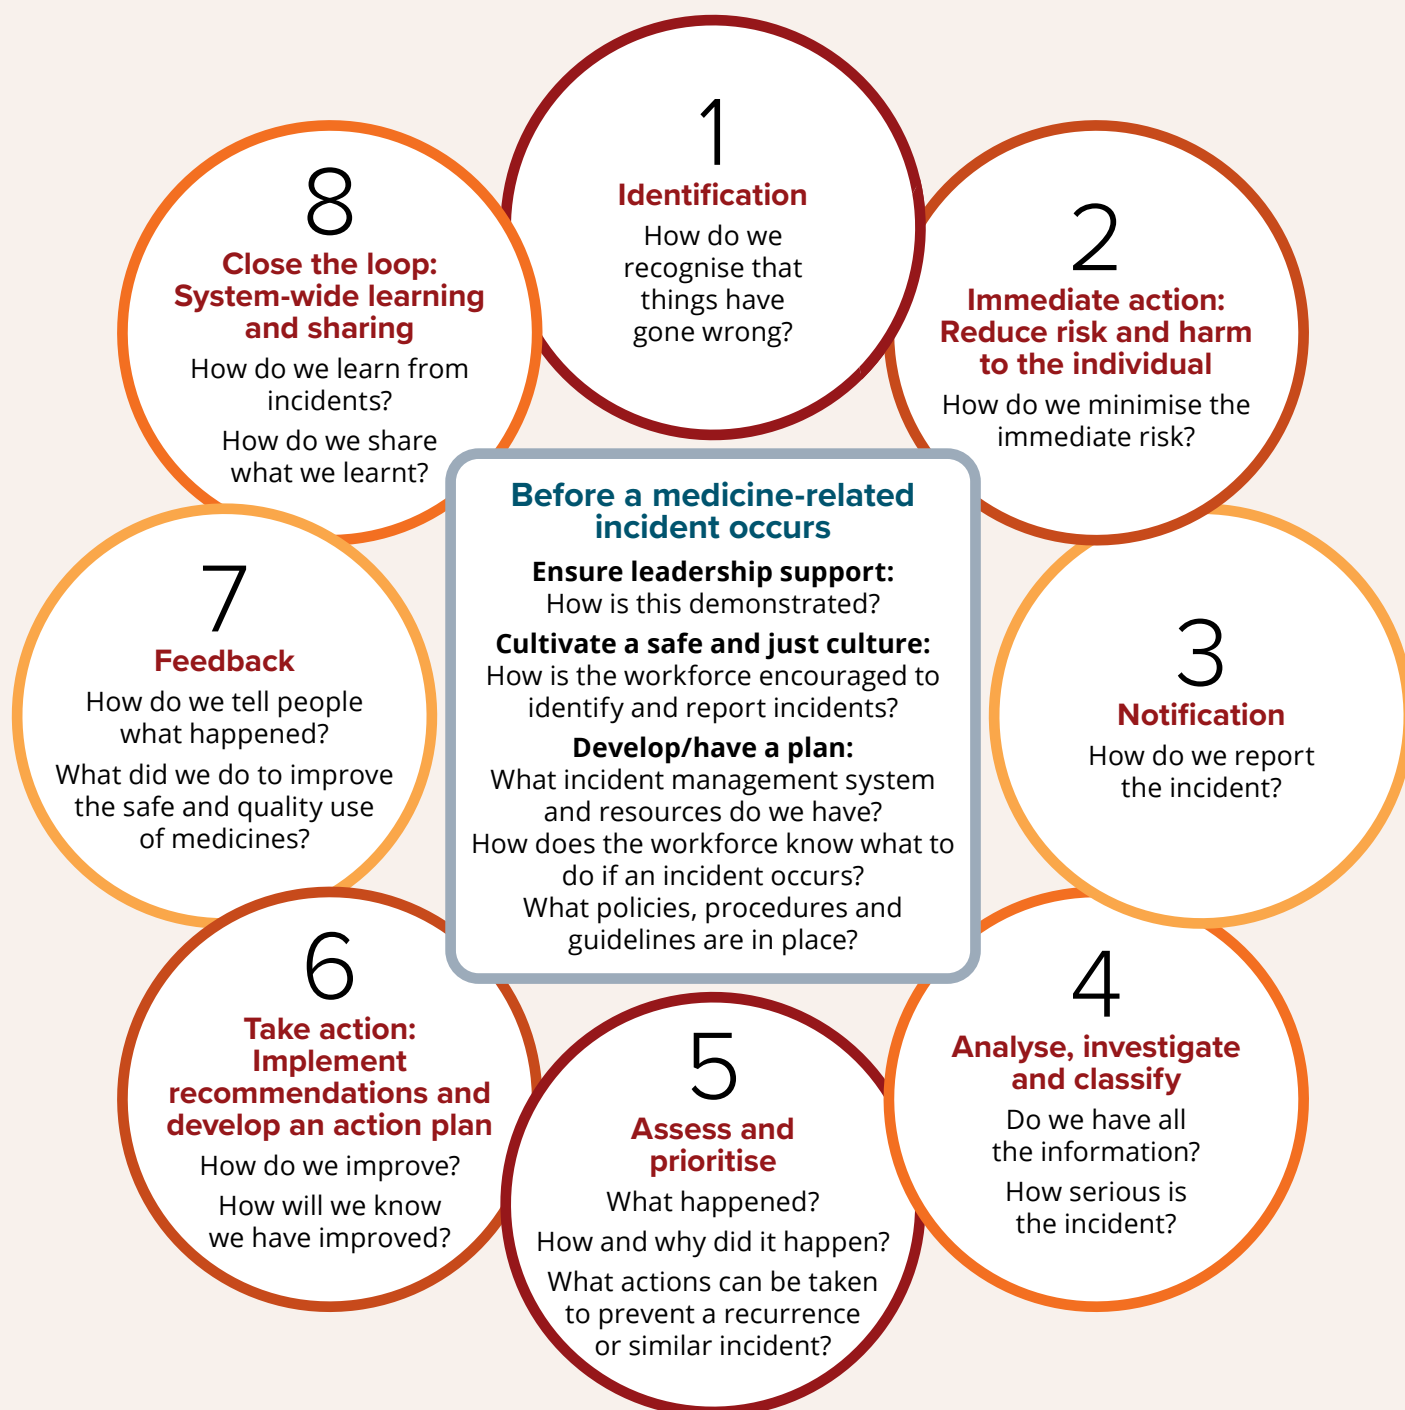 1
Identification
How do we
recognise that
things have
gone wrong?
2
Immediate action:
Reduce risk and harm
to the individual
How do we minimise the
immediate risk?
3
Notification
How do we report
the incident?
4
Analyse, investigate
and classify
Do we have all
the information?
How serious is
the incident?
5
Assess and
prioritise
What happened?
How and why did it happen?
What actions can be taken
to prevent a recurrence
or similar incident?
6
Take action:
Implement
recommendations and
develop an action plan
How do we improve?
How will we know
we have improved?
7
Feedback
How do we tell people
what happened?
What did we do to improve
the safe and quality use
of medicines?
8
Close the loop:
System-wide learning
and sharing
How do we learn from
incidents?
How do we share
what we learnt?
Before a medicine-related
incident occurs
Ensure leadership support:
How is this demonstrated?
Cultivate a safe and just culture:
How is the workforce encouraged to
identify and report incidents?
Develop/have a plan:
What incident management system
and resources do we have?
How does the workforce know what to
do if an incident occurs?
What policies, procedures and
guidelines are in place?